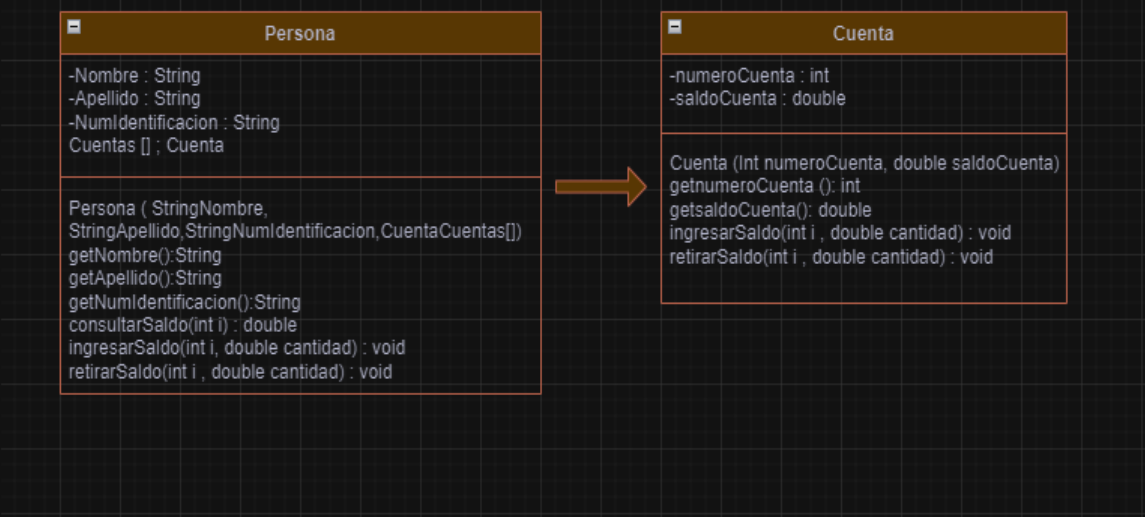 Persona
-Nombre : String
-Apellido : String
-NumIdentificacion : String
Cuentas [] ; Cuenta
Persona ( StringNombre,
StringApellido,StringNumIdentificacion,CuentaCuentas[])
getNombre():String
getApellido():String
getNumIdentificacion():String
consultarSaldo(int i) : double
ingresarSaldo(int i, double cantidad) : void
retirarSaldo(int i , double cantidad) : void
Cuenta
-numeroCuenta : int
-saldoCuenta : double
Cuenta (Int numeroCuenta, double saldoCuenta)
getnumeroCuenta (): int
getsaldoCuenta(): double
ingresarSaldo(int i , double cantidad) : void
retirarSaldo(int i , double cantidad) : void